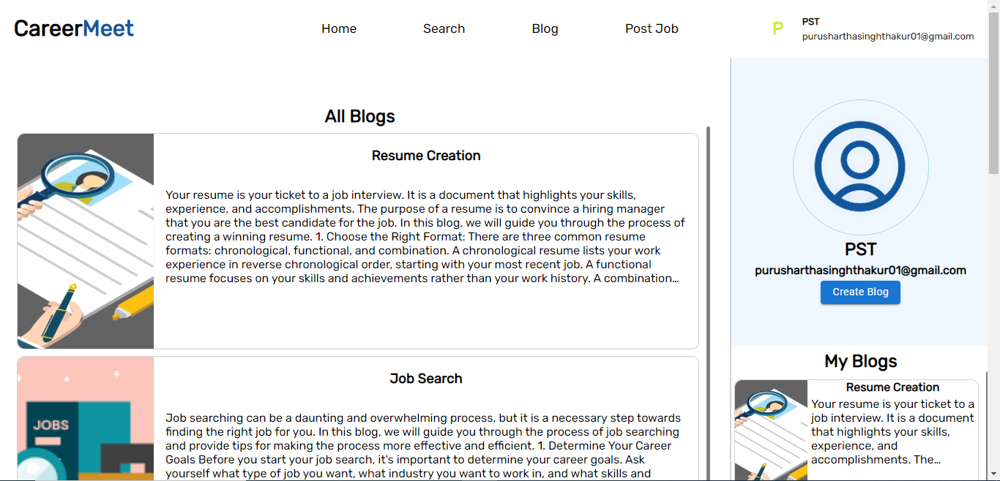 CareerMeet
Home
Search
Blog
Post Job
P
PST
purusharthasinghthakur01@gmail.com
All Blogs
Resume Creation
Your resume is your ticket to a job interview. It is a document that highlights your skills,
experience, and accomplishments. The purpose of a resume is to convince a hiring manager
that you are the best candidate for the job. In this blog, we will guide you through the process of
creating a winning resume. 1. Choose the Right Format: There are three common resume
formats: chronological, functional, and combination. A chronological resume lists your work
experience in reverse chronological order, starting with your most recent job. A functional
resume focuses on your skills and achievements rather than your work history. A combination...
JOBS
Job Search
Job searching can be a daunting and overwhelming process, but it is a necessary step towards
finding the right job for you. In this blog, we will guide you through the process of job searching
and provide tips for making the process more effective and efficient. 1. Determine Your Career
Goals Before you start your job search, it's important to determine your career goals. Ask
yourself what type of job you want, what industry you want to work in, and what skills and
PST
purusharthasinghthakur01@gmail.com
Create Blog
My Blogs
Resume Creation
Your resume is your ticket to a
job interview. It is a document
that highlights your skills,
experience, and
accomplishments. The...